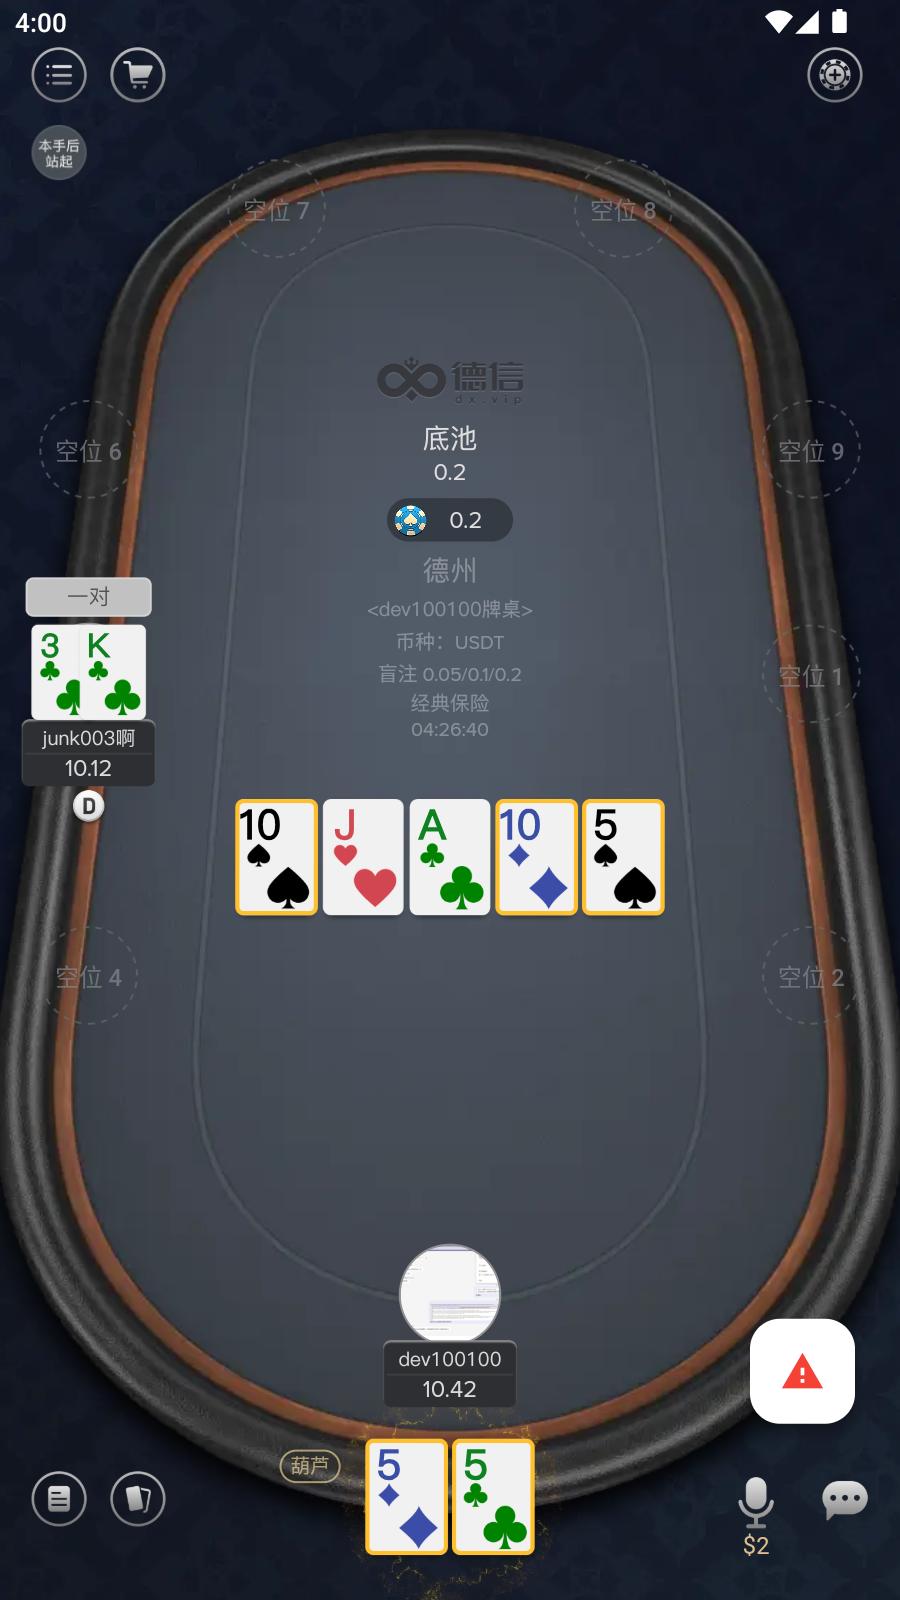 4:00
本手后
站起
空位 7
空位 8
德信
dx.vip
底池
0.2
空位 6
空位 9
0.2
德州
一对
<dev100100牌桌>
3
K
币种：USDT
空位 1
盲注 0.05/0.1/0.2
经典保险
junk003啊
04:26:40
10.12
D
10
J
A
10
5
空位 4
空位 2
dev100100
10.42
葫芦
5
5
$2